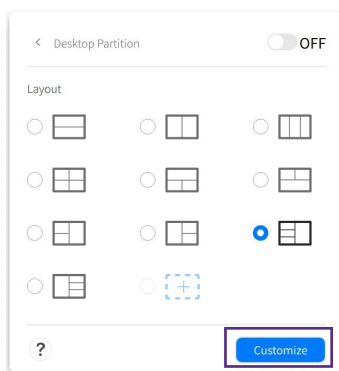 < Desktop Partition
OFF
Layout
+
?
Customize